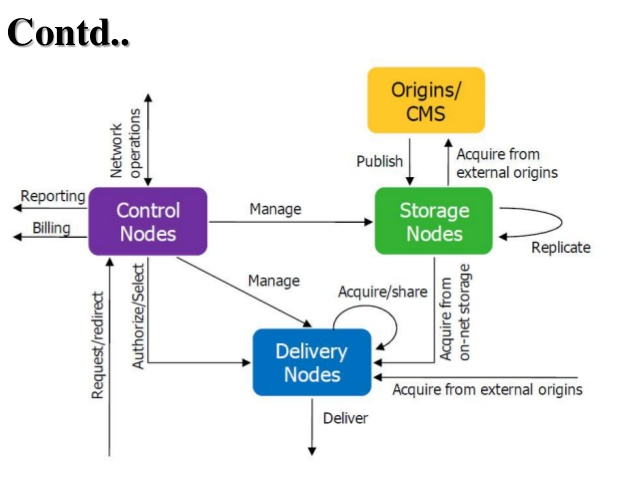 Contd..
Origins/
CMS
Network
operations
Publish
Acquire from
external origins
Reporting
Billing
Control
Nodes
Manage
Storage
Nodes
Replicate
Manage
Authorize/Select
Request/redirect
Acquire/share
Acquire from
on-net storage
Delivery
Nodes
Acquire from external origins
Deliver